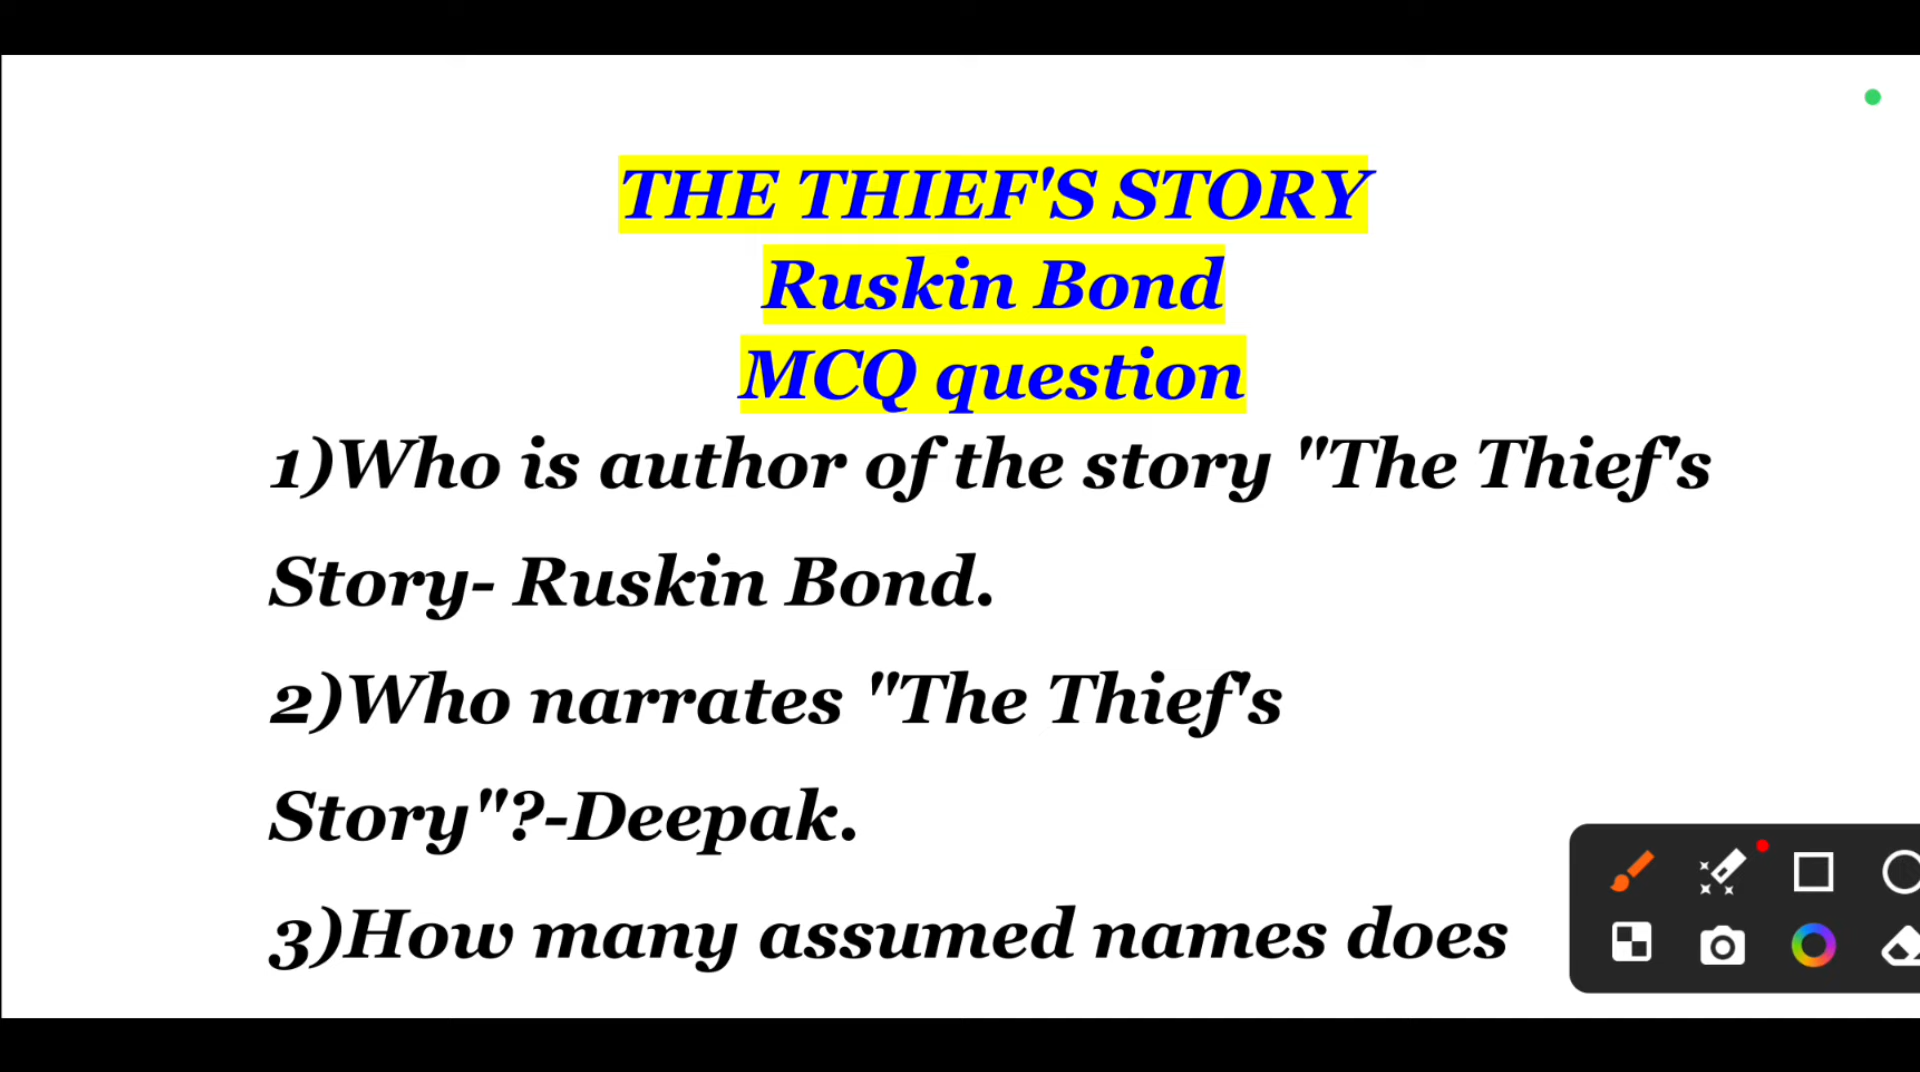 THE THIEF'S STORY
Ruskin Bond
MCQ question
1)Who is author of the story "The Thief's
Story- Ruskin Bond.
2)Who narrates "The Thief's
Story"?-Deepak.
3)How many assumed names does